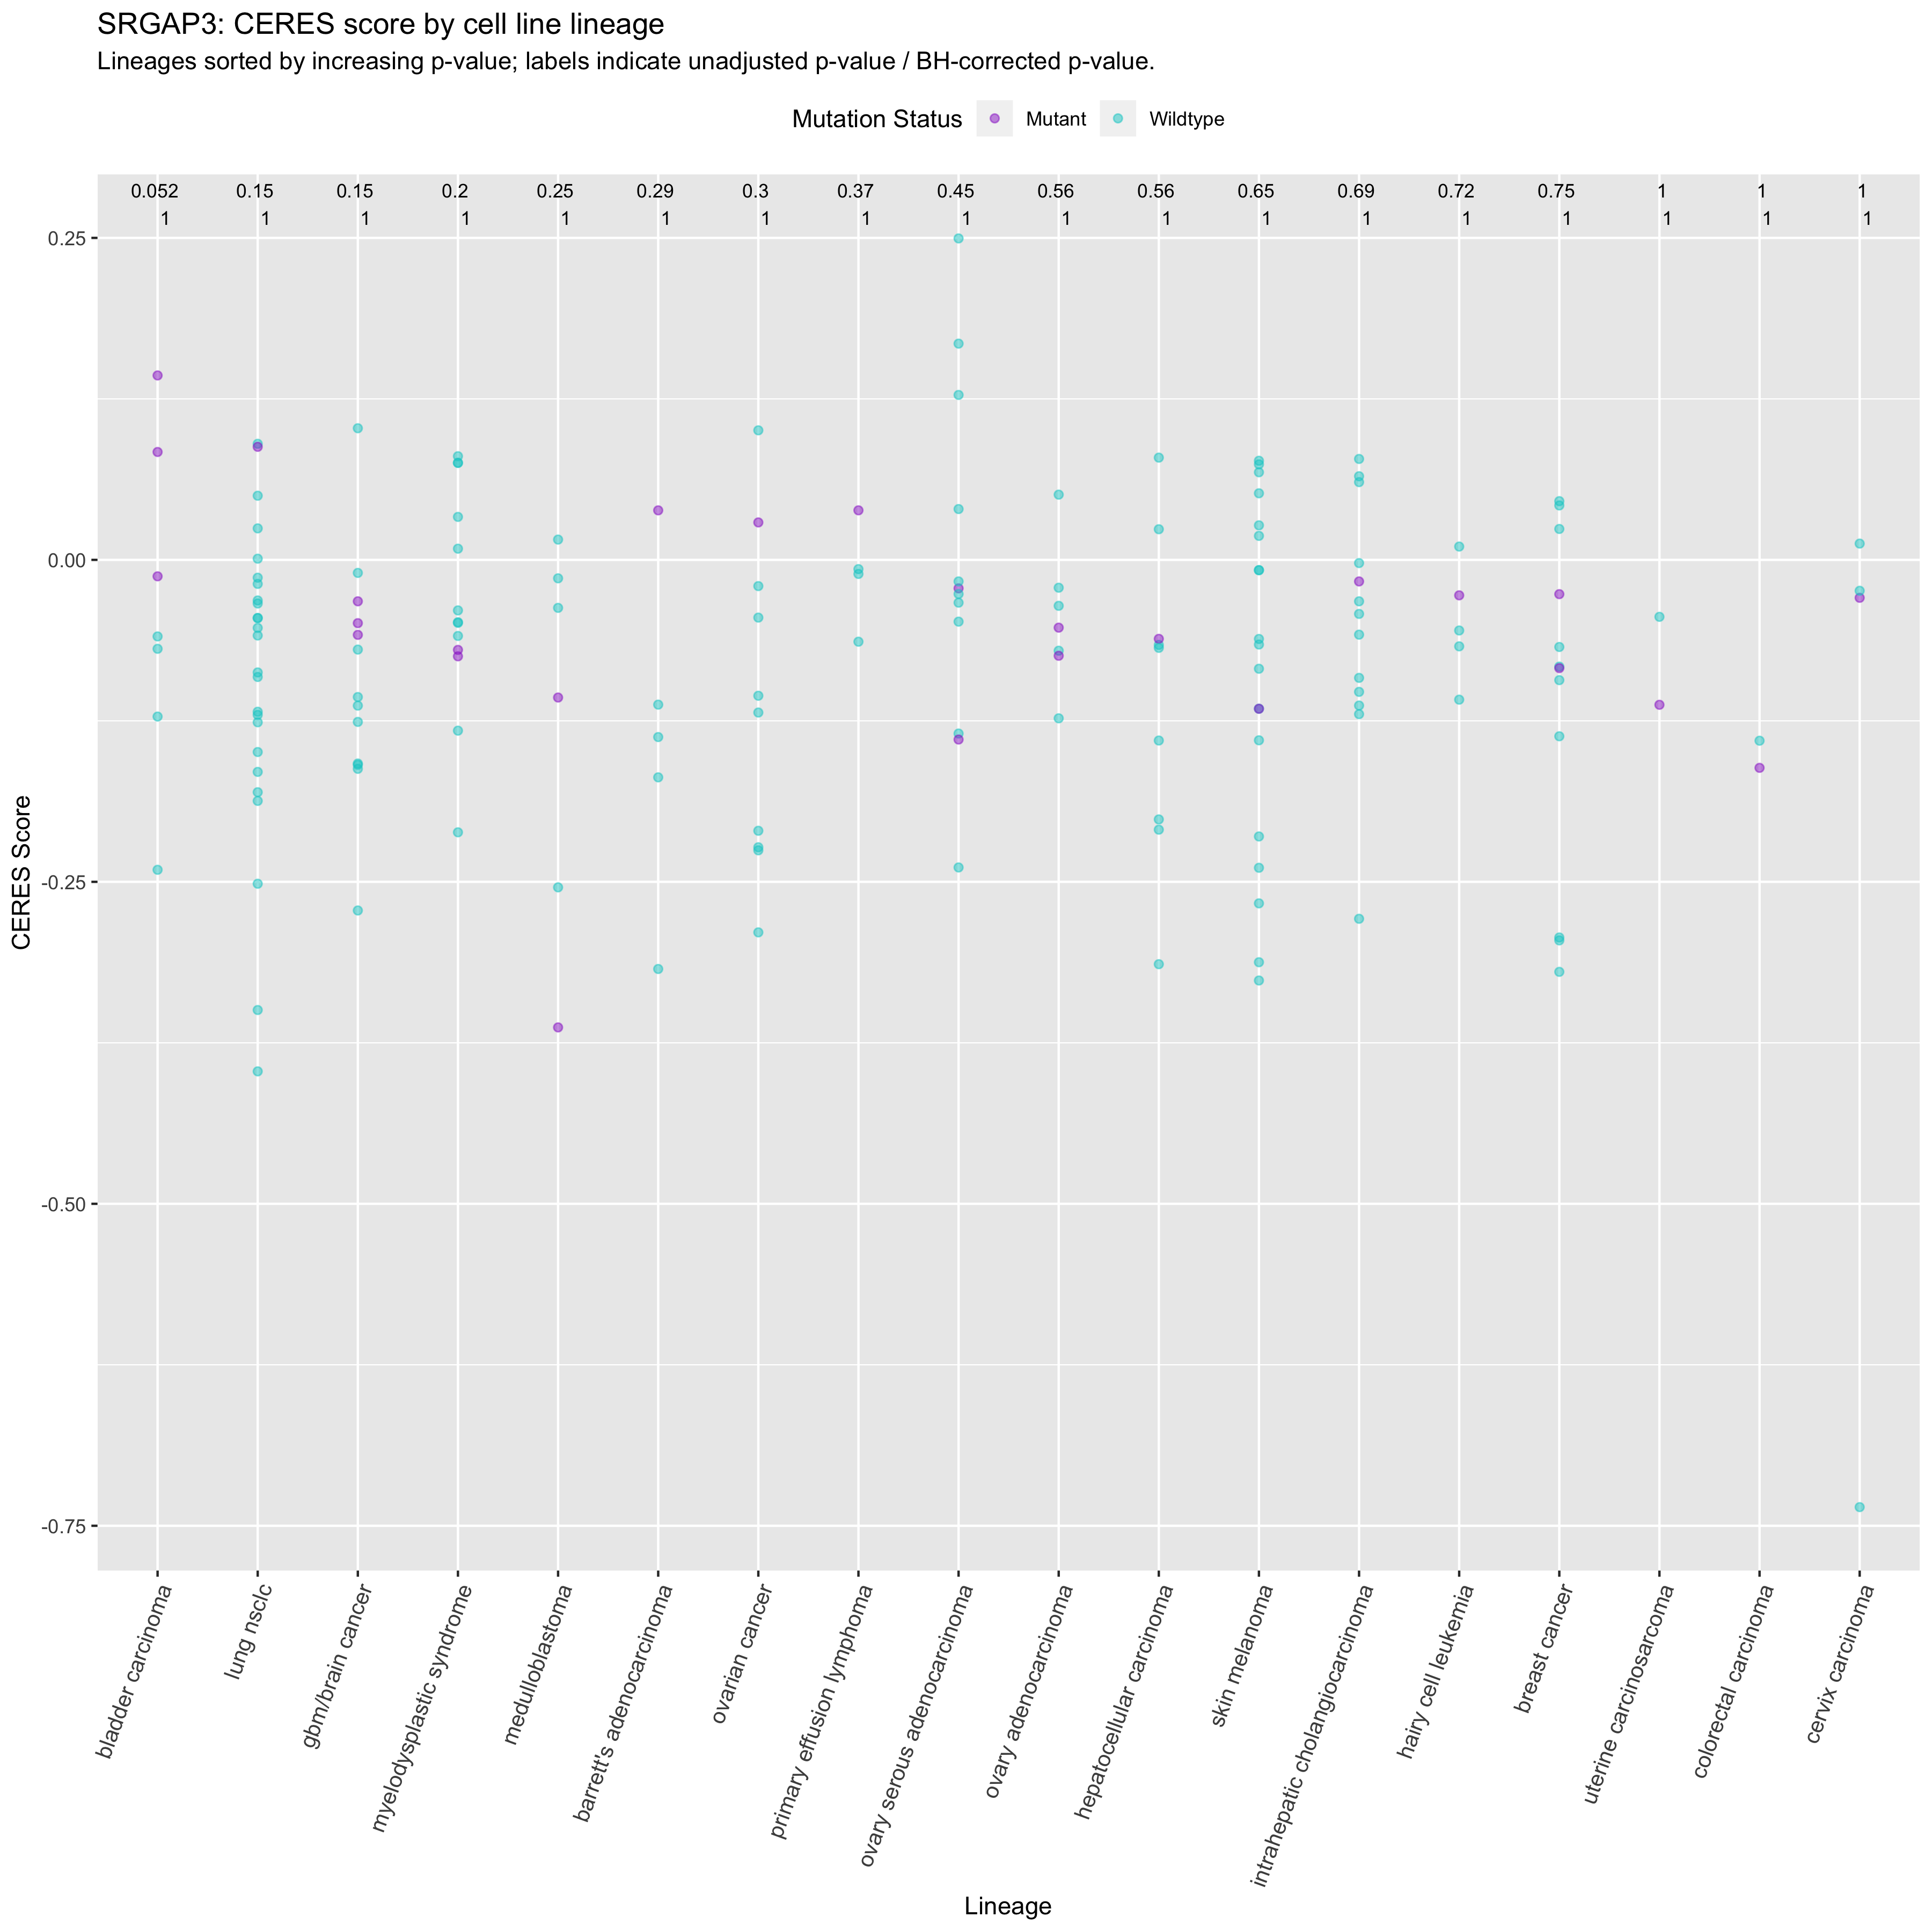 SRGAP3: CERES score by cell line lineage
Lineages sorted by increasing p-value; labels indicate unadjusted p-value / BH-corrected p-value.
Mutation Status Mutant Wildtype
0.052 0.15 0.15 0.2 0.25 0.29 0.3 0.37 0.45 0.56 0.56 0.65 0.69 0.72 0.75 1 1 1
1 1 1 1 1 1 1 1 1 1 1 1 1 1 1 1 1 1
0.25
0.00
-0.25
-0.50
-0.75
CERES Score
bladder carcinoma
lung nsclc
gbm/brain cancer
myelodysplastic syndrome
medulloblastoma
barrett's adenocarcinoma
ovarian cancer
primary effusion lymphoma
ovary serous adenocarcinoma
ovary adenocarcinoma
hepatocellular carcinoma
skin melanoma
intrahepatic cholangiocarcinoma
hairy cell leukemia
breast cancer
uterine carcinosarcoma
colorectal carcinoma
cervix carcinoma
Lineage